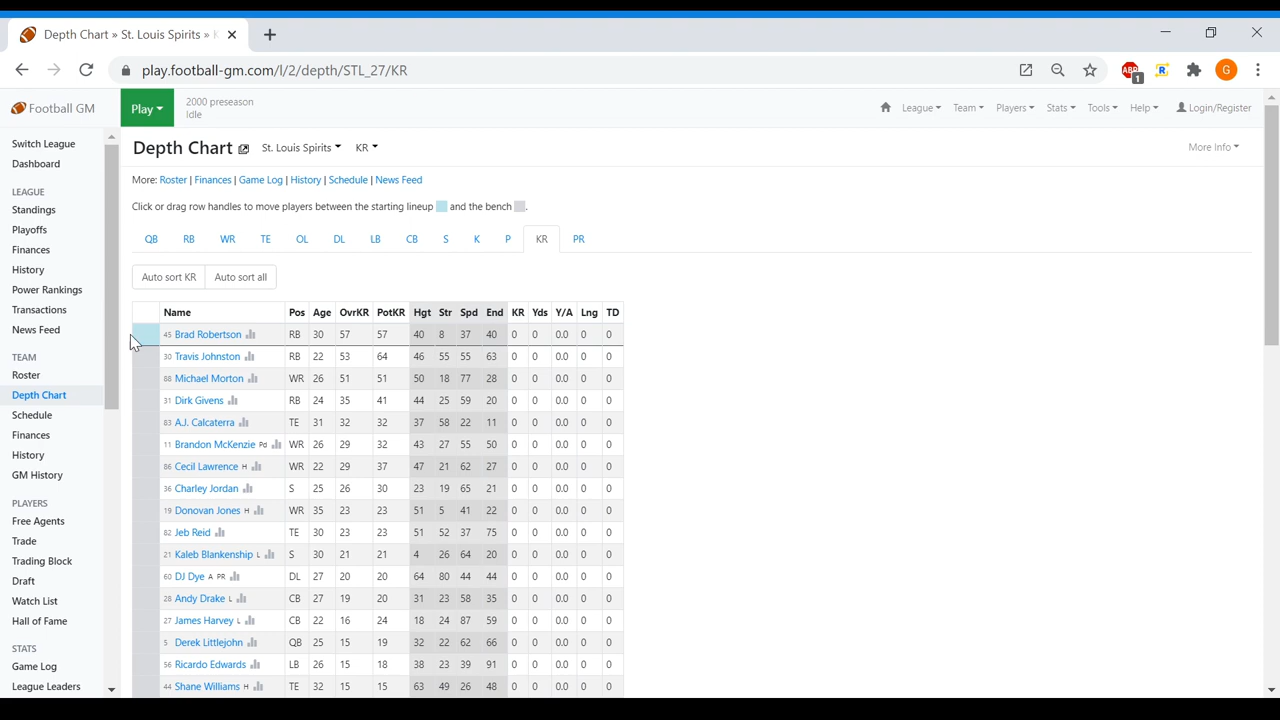 Depth Chart » St. Louis Spirits »
play.football-gm.com/l/2/depth/STL_27/KR
ABP
1
R
G
Football GM
Play
2000 preseason
Idle
League
Team
Players
Stats
Tools
Help
Login/Register
Switch League
Dashboard
LEAGUE
Standings
Playoffs
Finances
History
Power Rankings
Transactions
News Feed
TEAM
Roster
Depth Chart
Schedule
Finances
History
GM History
PLAYERS
Free Agents
Trade
Trading Block
Draft
Watch List
Hall of Fame
STATS
Game Log
League Leaders
Depth Chart St. Louis Spirits KR
More Info
More: Roster | Finances | Game Log | History | Schedule | News Feed
Click or drag row handles to move players between the starting lineup and the bench .
QB RB WR TE OL DL LB CB S K P KR PR
Auto sort KR Auto sort all
Name Pos Age OvrKR PotKR Hgt Str Spd End KR Yds Y/A Lng TD
45 Brad Robertson RB 30 57 57 40 8 37 40 0 0 0.0 0 0
30 Travis Johnston RB 22 53 64 46 55 55 63 0 0 0.0 0 0
88 Michael Morton WR 26 51 51 50 18 77 28 0 0 0.0 0 0
31 Dirk Givens RB 24 35 41 44 25 59 20 0 0 0.0 0 0
83 A.J. Calcaterra TE 31 32 32 37 58 22 11 0 0 0.0 0 0
11 Brandon McKenzie Pd WR 26 29 32 43 27 55 50 0 0 0.0 0 0
86 Cecil Lawrence H WR 22 29 37 47 21 62 27 0 0 0.0 0 0
36 Charley Jordan S 25 26 30 23 19 65 21 0 0 0.0 0 0
19 Donovan Jones H WR 35 23 23 51 5 41 22 0 0 0.0 0 0
82 Jeb Reid TE 30 23 23 51 52 37 75 0 0 0.0 0 0
21 Kaleb Blankenship L S 30 21 21 4 26 64 20 0 0 0.0 0 0
60 DJ Dye A PR DL 27 20 20 64 80 44 44 0 0 0.0 0 0
28 Andy Drake L CB 27 19 20 31 23 58 35 0 0 0.0 0 0
27 James Harvey L CB 22 16 24 18 24 87 59 0 0 0.0 0 0
5 Derek Littlejohn QB 25 15 19 32 22 62 66 0 0 0.0 0 0
56 Ricardo Edwards LB 26 15 18 38 23 39 91 0 0 0.0 0 0
44 Shane Williams H TE 32 15 15 63 49 26 48 0 0 0.0 0 0